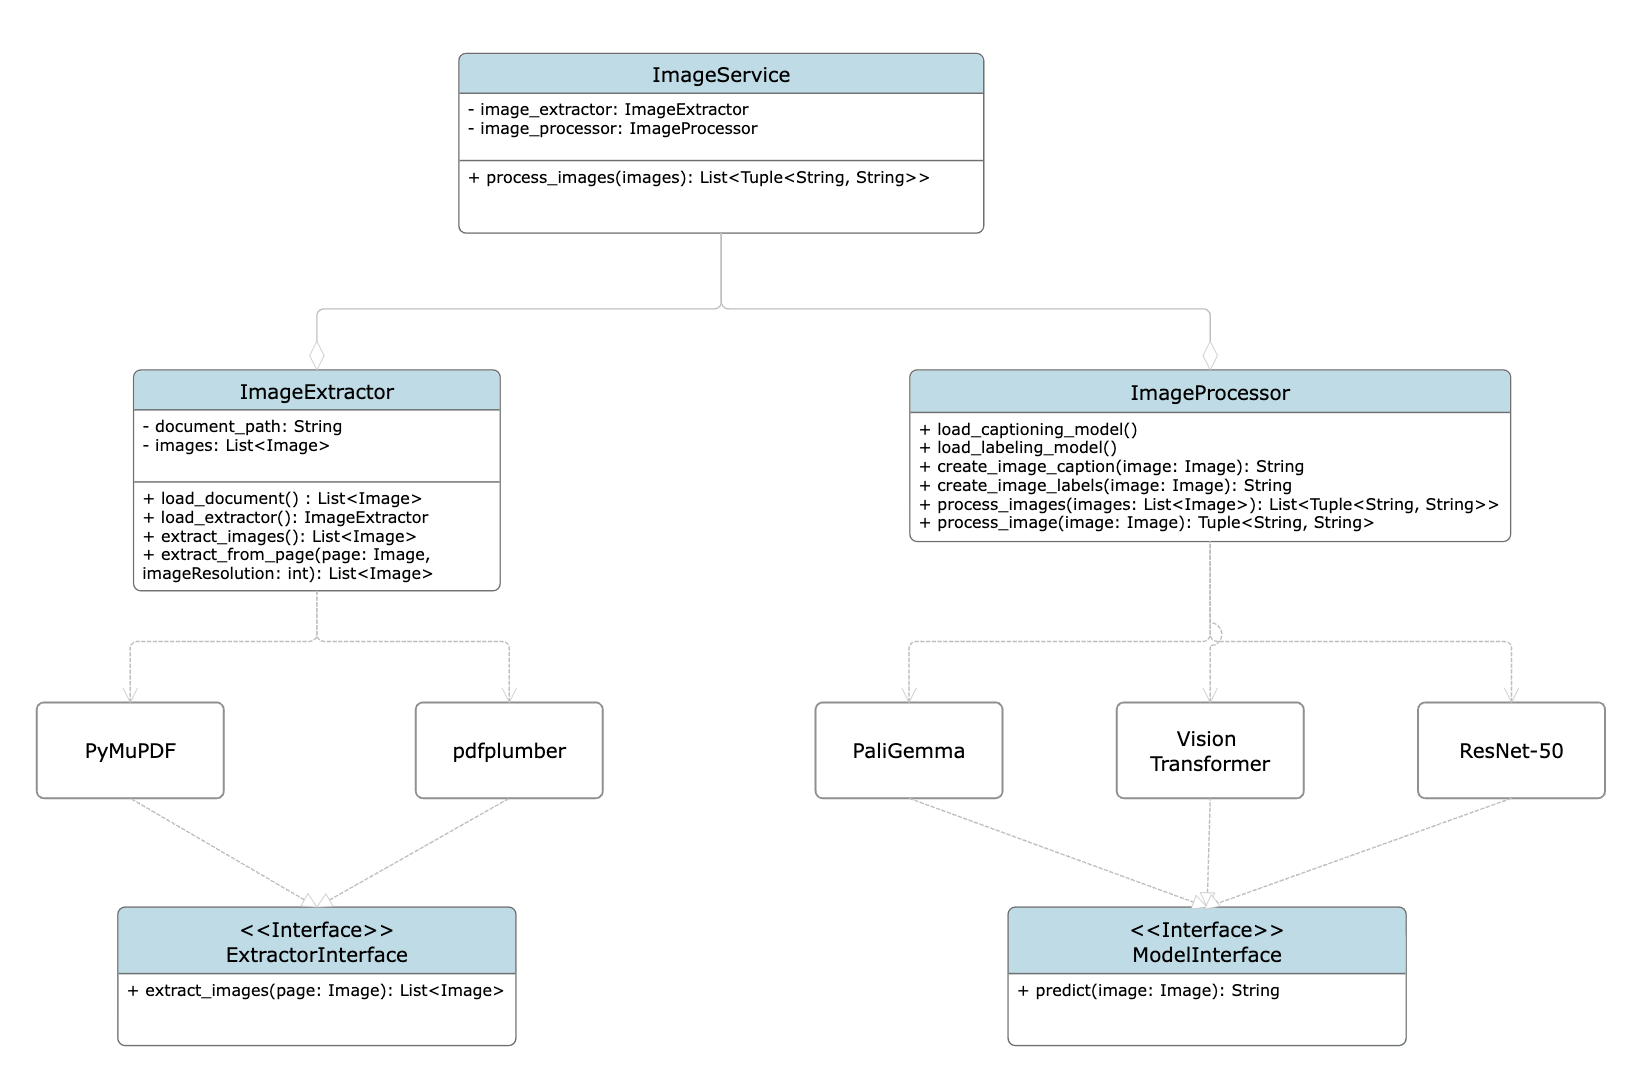 ImageService
- image_extractor: ImageExtractor
- image_processor: ImageProcessor
+ process_images(images): List<Tuple<String, String>>
ImageExtractor
- document_path: String
- images: List<Image>
+ load_document() : List<Image>
+ load_extractor(): ImageExtractor
+ extract_images(): List<Image>
+ extract_from_page(page: Image,
imageResolution: int): List<Image>
ImageProcessor
+ load_captioning_model()
+ load_labeling_model()
+ create_image_caption(image: Image): String
+ create_image_labels(image: Image): String
+ process_images(images: List<Image>): List<Tuple<String, String>>
+ process_image(image: Image): Tuple<String, String>
PyMuPDF
pdfplumber
PaliGemma
Vision
Transformer
ResNet-50
<<Interface>>
ExtractorInterface
+ extract_images(page: Image): List<Image>
<<Interface>>
ModelInterface
+ predict(image: Image): String